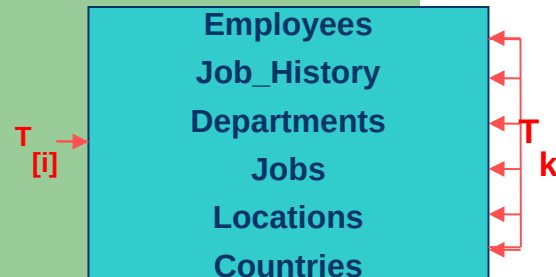 Employees
Job_History
Departments
Jobs
Locations
Countries
T
[i]
T
k